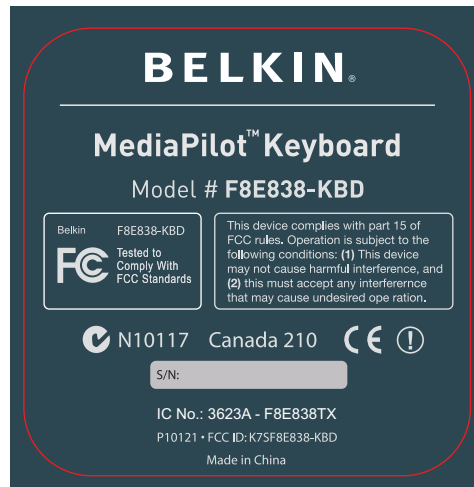 BELKIN®
MediaPilot™ Keyboard
Model # F8E838-KBD
Belkin F8E838-KBD
FC Tested to
Comply With
FCC Standards
This device complies with part 15 of
FCC rules. Operation is subject to the
following conditions: (1) This device
may not cause harmful interference, and
(2) this must accept any interferernce
that may cause undesired ope ration.
N10117 Canada 210 CE !
S/N:
IC No.: 3623A - F8E838TX
P10121 • FCC ID: K7SF8E838-KBD
Made in China